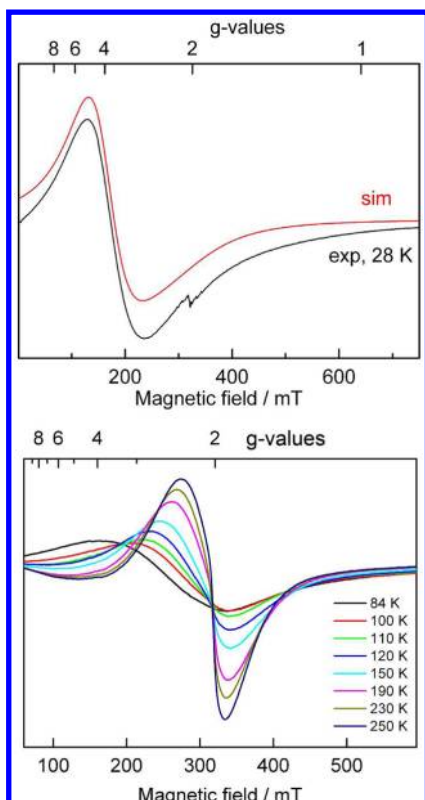 g-values
8 6 4 2 1
sim
exp, 28 K
200 400 600
Magnetic field / mT
8 6 4 2 g-values
84 K
100 K
110 K
120 K
150 K
190 K
230 K
250 K
100 200 300 400 500
Magnetic field / mT